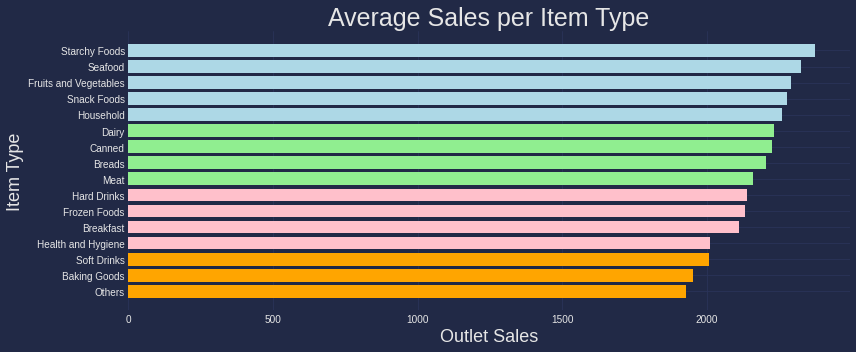 Average Sales per Item Type
Item Type
Starchy Foods
Seafood
Fruits and Vegetables
Snack Foods
Household
Dairy
Canned
Breads
Meat
Hard Drinks
Frozen Foods
Breakfast
Health and Hygiene
Soft Drinks
Baking Goods
Others
0 500 1000 1500 2000
Outlet Sales